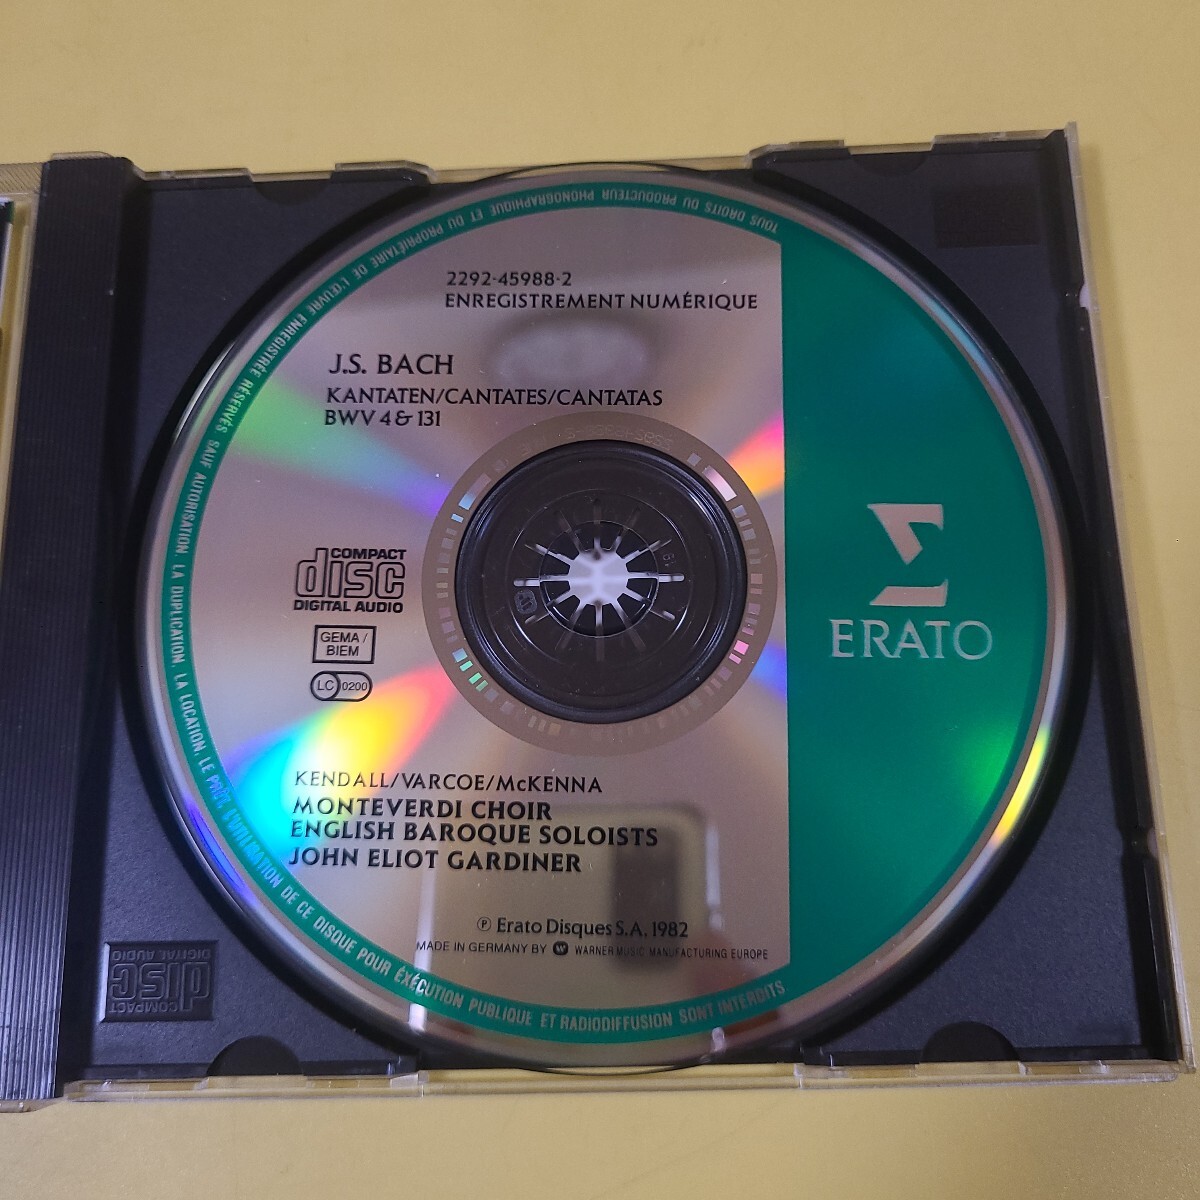 2292-45988-2
ENREGISTREMENT NUMÉRIQUE
J.S. BACH
KANTATEN/CANTATES/CANTATAS
BWV 4 & 131
COMPACT
disc
DIGITAL AUDIO
GEMA /
BIEM
LC 0200
ERATO
KENDALL/VARCOE/McKENNA
MONTEVERDI CHOIR
ENGLISH BAROQUE SOLOISTS
JOHN ELIOT GARDINER
℗ Erato Disques S.A. 1982
MADE IN GERMANY BY WARNER MUSIC MANUFACTURING EUROPE
TOUS DROITS DU PRODUCTEUR PHONOGRAPHIQUE ET DU PROPRIÉTAIRE DE L'ŒUVRE ENREGISTRÉE RÉSERVÉS SAUF AUTORISATION, LA DUPLICATION, LA LOCATION, LE PRÊT, L'UTILISATION DE CE DISQUE POUR EXÉCUTION PUBLIQUE ET RADIODIFFUSION SONT INTERDITS
COMPACT
disc
DIGITAL AUDIO